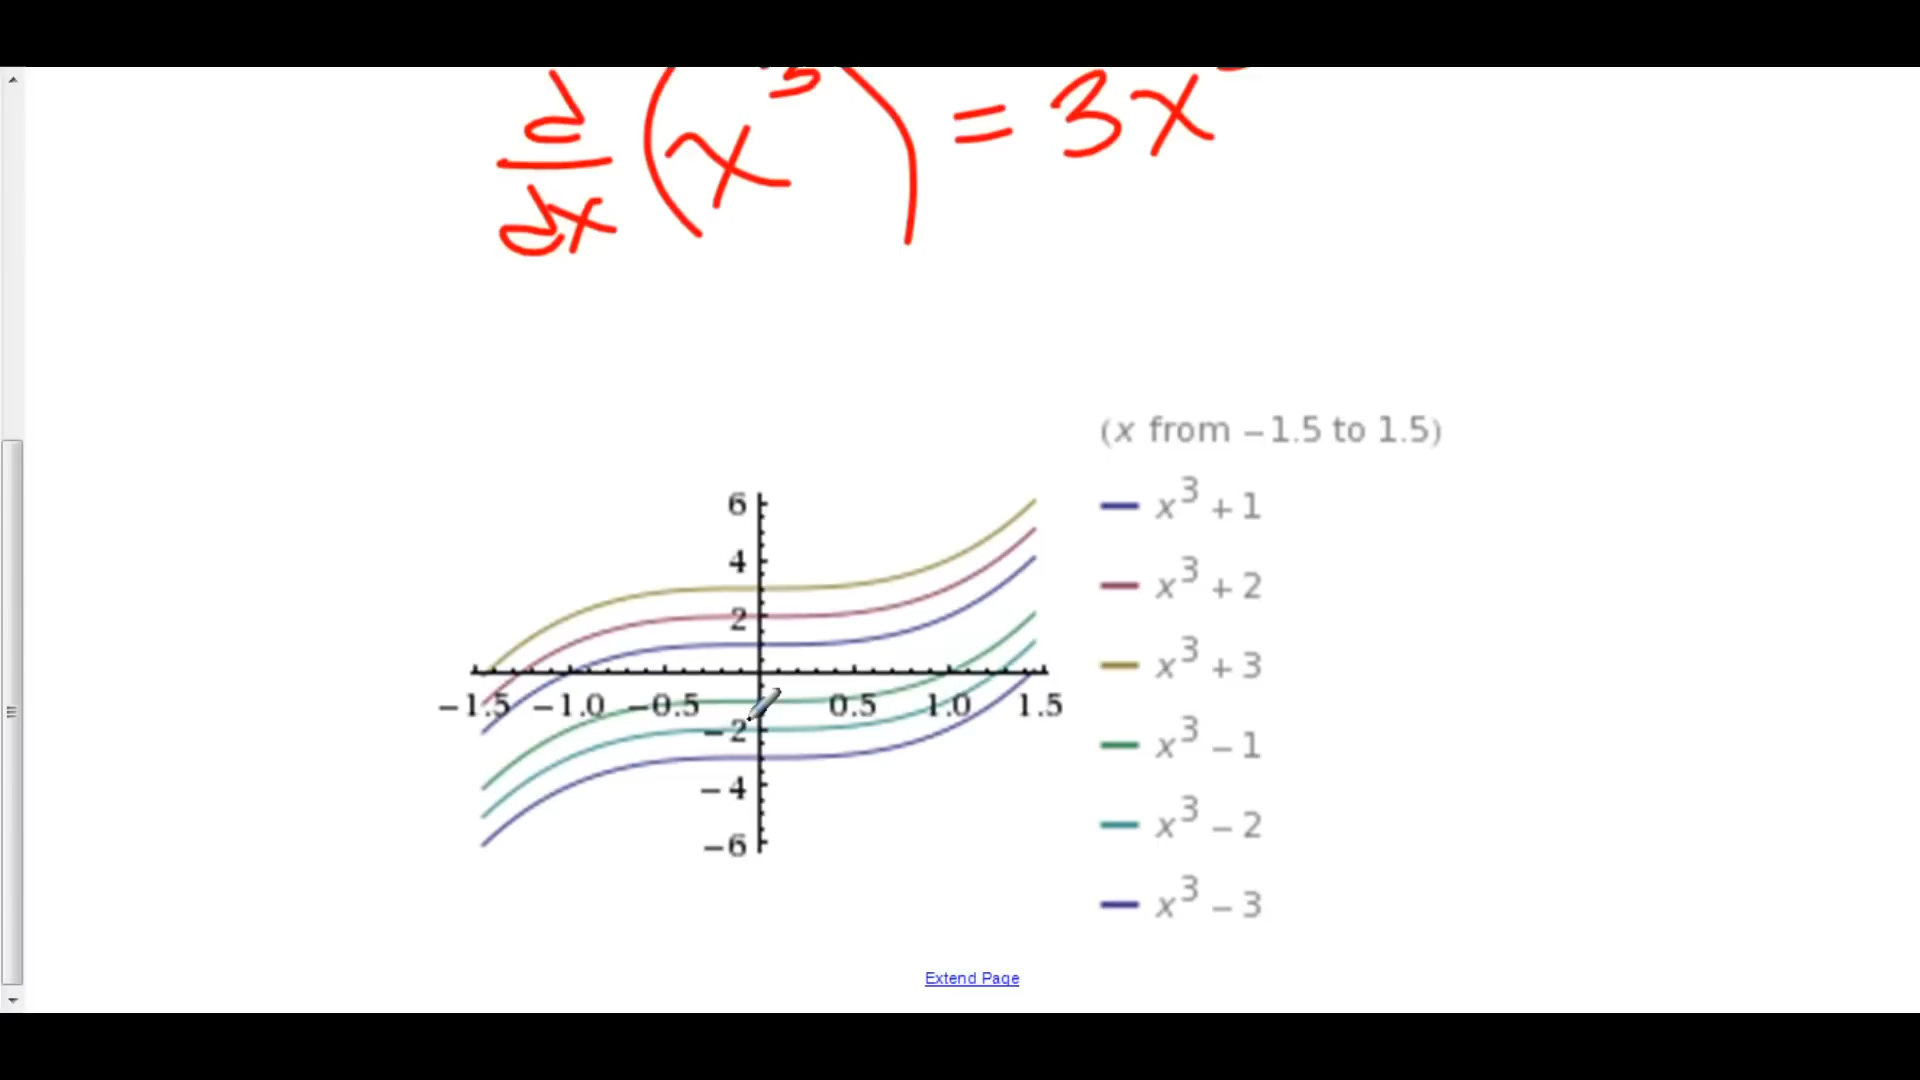 d/dx (x³) = 3x
(x from −1.5 to 1.5)
x³ + 1
x³ + 2
x³ + 3
x³ − 1
x³ − 2
x³ − 3
6
4
2
−1.5 −1.0 −0.5 0.5 1.0 1.5
−2
−4
−6
Extend Page